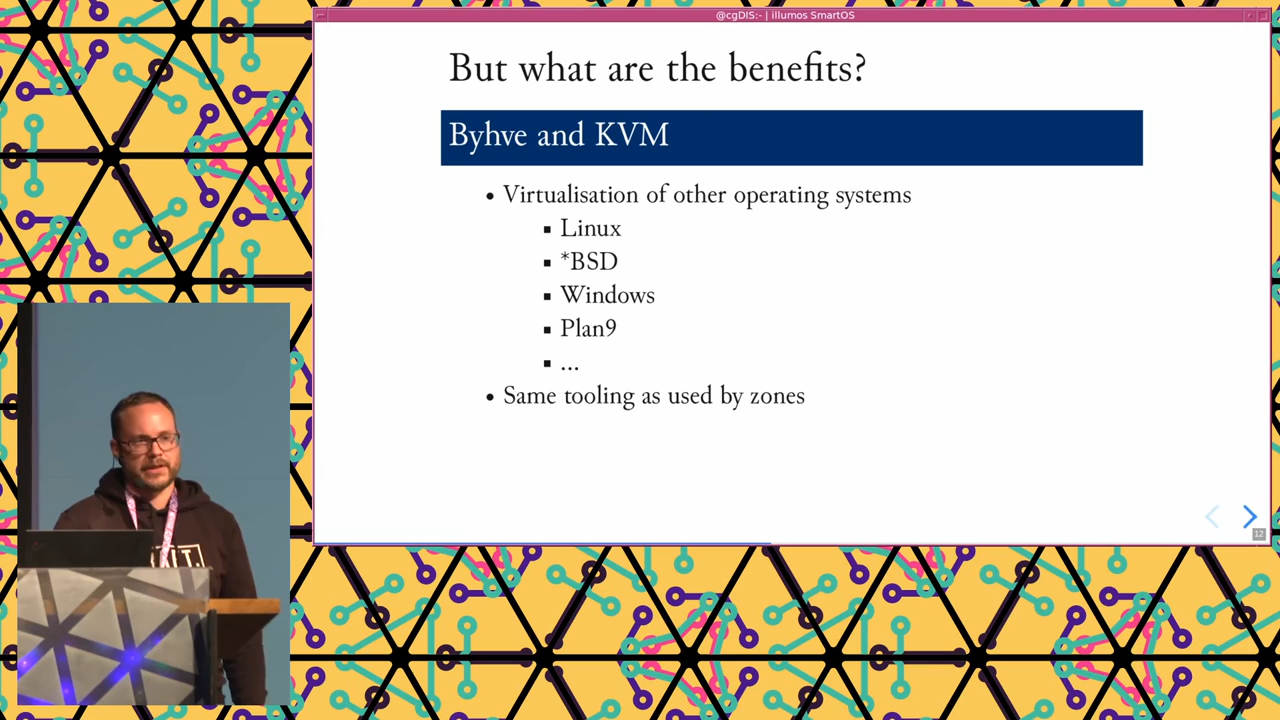 @cgDIS:~ | illumos SmartOS
But what are the benefits?
Byhve and KVM
• Virtualisation of other operating systems
▪ Linux
▪ *BSD
▪ Windows
▪ Plan9
▪ ...
• Same tooling as used by zones
12